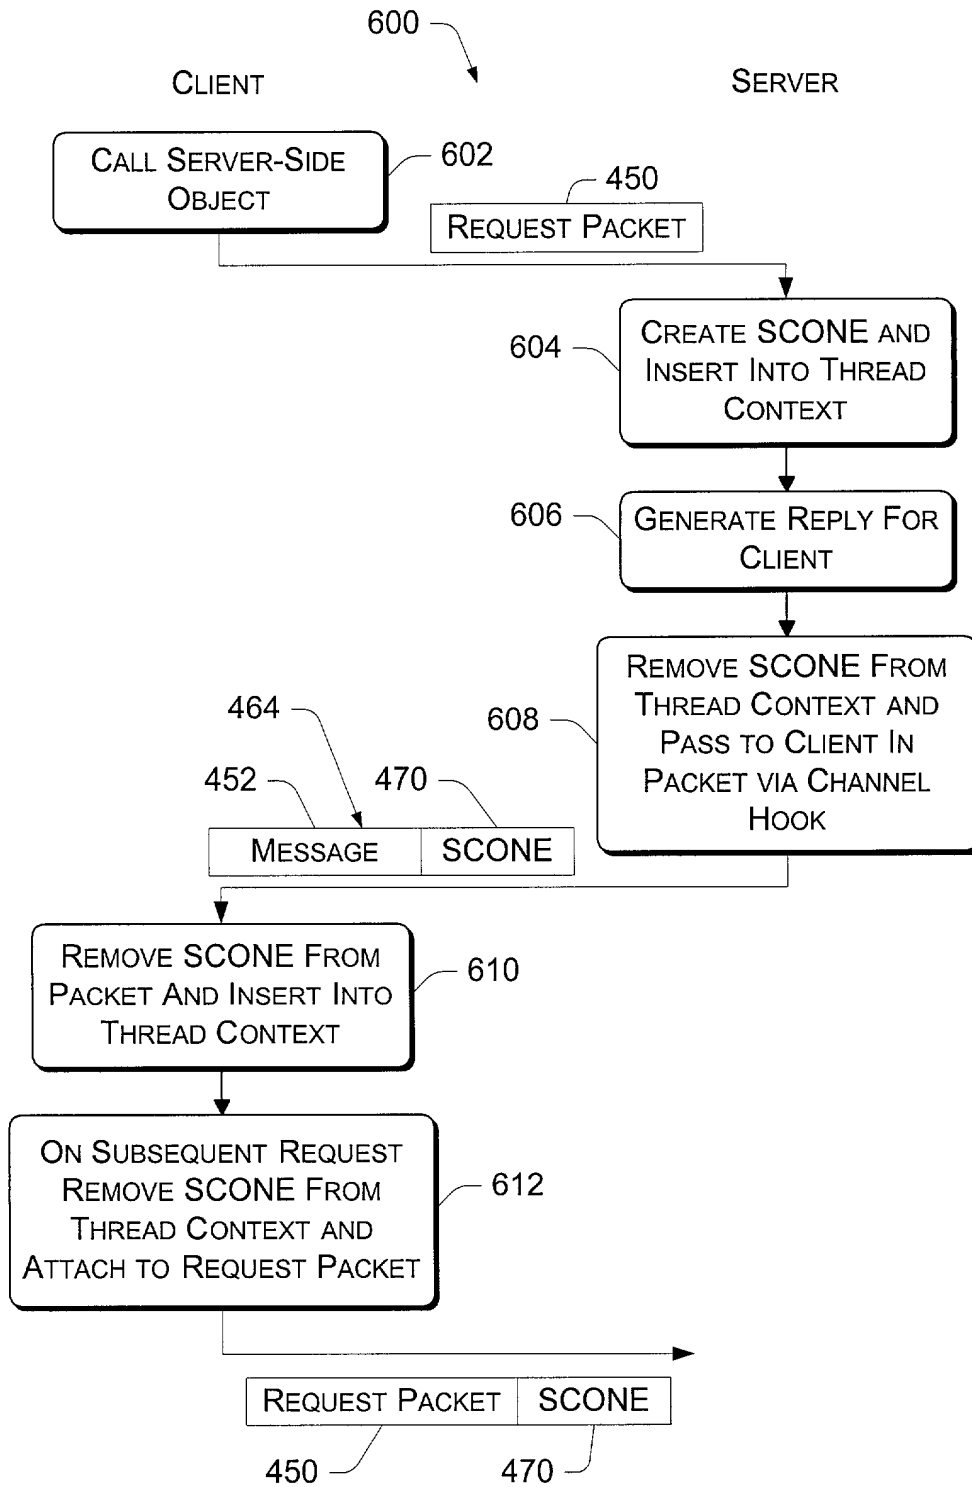 600
CLIENT
SERVER
CALL SERVER-SIDE
OBJECT
602
450
REQUEST PACKET
604
CREATE SCONE AND
INSERT INTO THREAD
CONTEXT
606
GENERATE REPLY FOR
CLIENT
608
REMOVE SCONE FROM
THREAD CONTEXT AND
PASS TO CLIENT IN
PACKET VIA CHANNEL
HOOK
464
452
470
MESSAGE
SCONE
REMOVE SCONE FROM
PACKET AND INSERT INTO
THREAD CONTEXT
610
ON SUBSEQUENT REQUEST
REMOVE SCONE FROM
THREAD CONTEXT AND
ATTACH TO REQUEST PACKET
612
REQUEST PACKET
SCONE
450
470